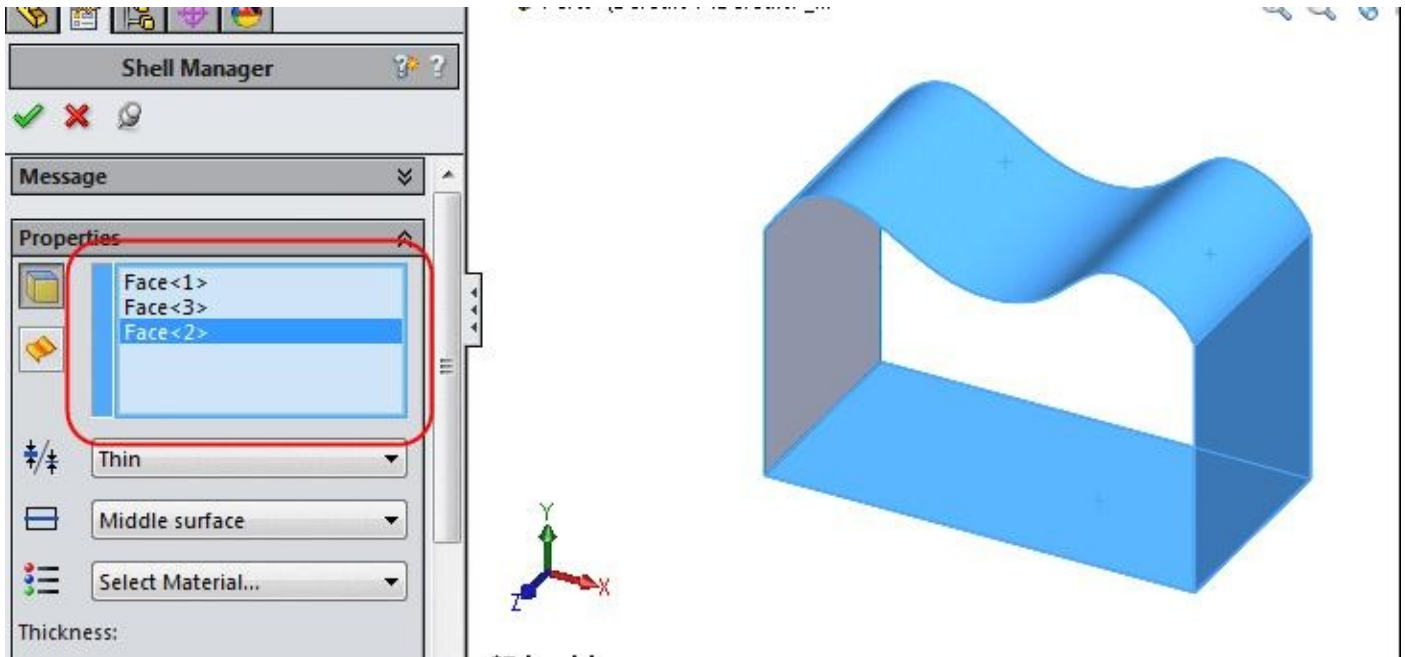 Shell Manager
Message
Properties
Face<1>
Face<3>
Face<2>
Thin
Middle surface
Select Material...
Thickness:
Y
X
Z